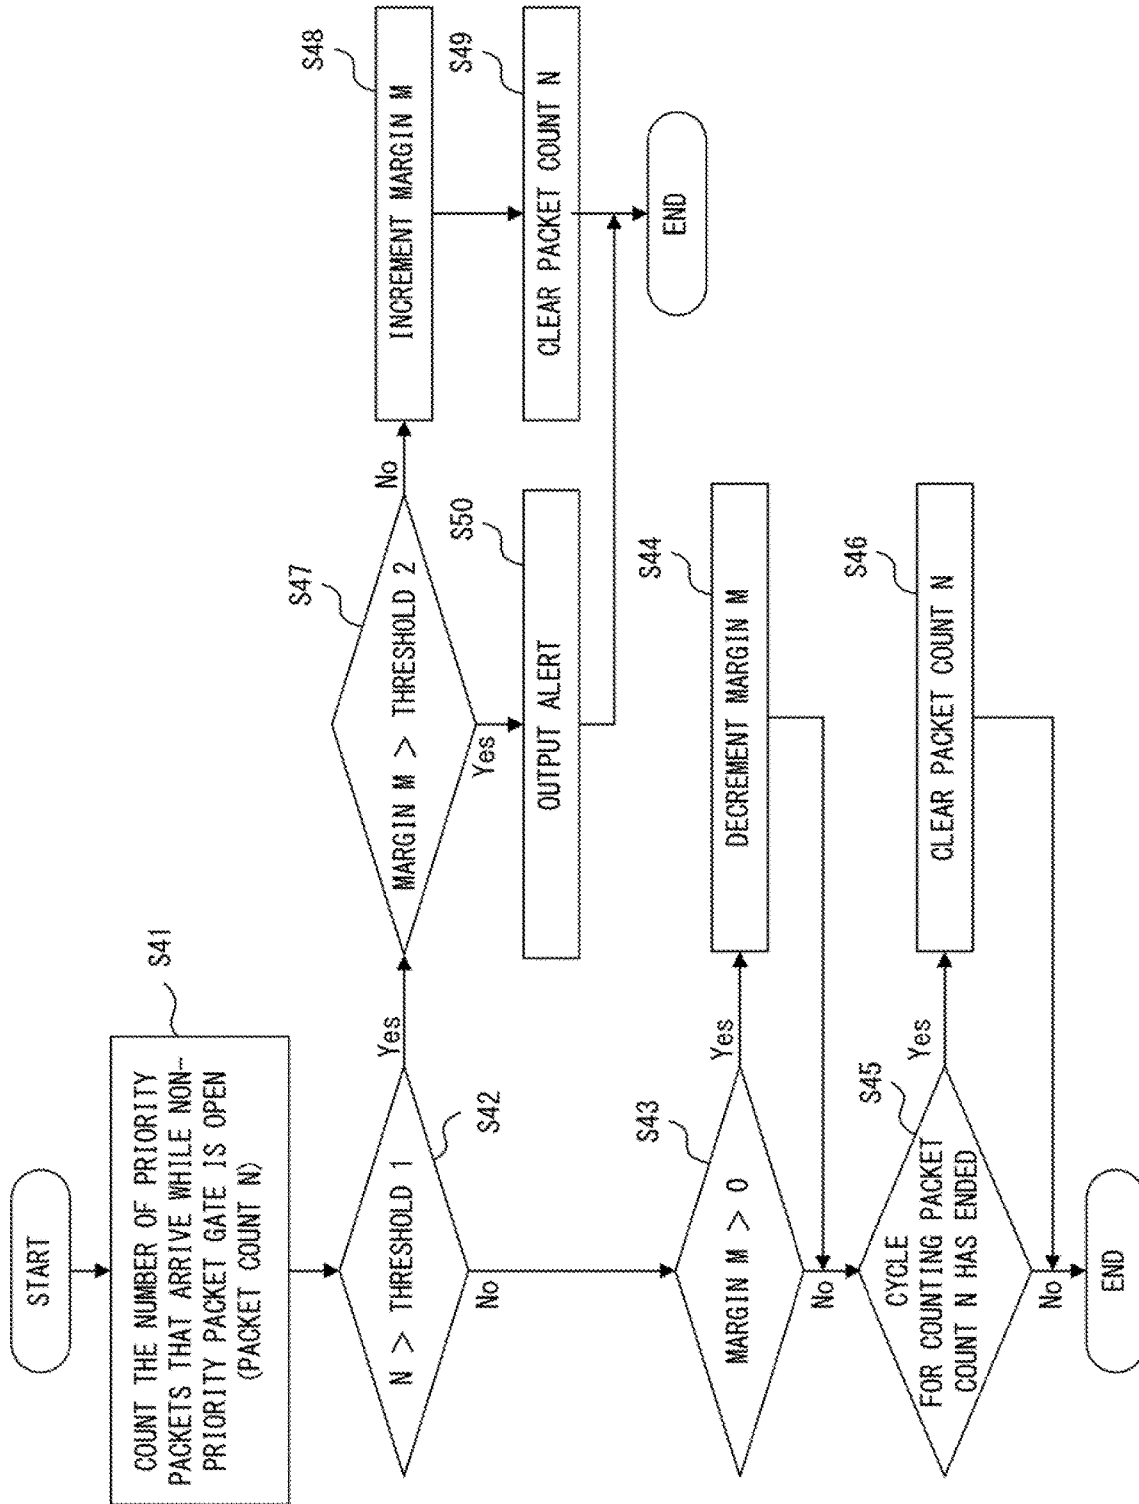 START
COUNT THE NUMBER OF PRIORITY
PACKETS THAT ARRIVE WHILE NON-
PRIORITY PACKET GATE IS OPEN
(PACKET COUNT N)
S41
N > THRESHOLD 1
S42
Yes
No
MARGIN M > THRESHOLD 2
S47
No
Yes
INCREMENT MARGIN M
S48
CLEAR PACKET COUNT N
S49
OUTPUT ALERT
S50
END
MARGIN M > 0
S43
Yes
No
DECREMENT MARGIN M
S44
CYCLE
FOR COUNTING PACKET
COUNT N HAS ENDED
S45
Yes
No
CLEAR PACKET COUNT N
S46
END